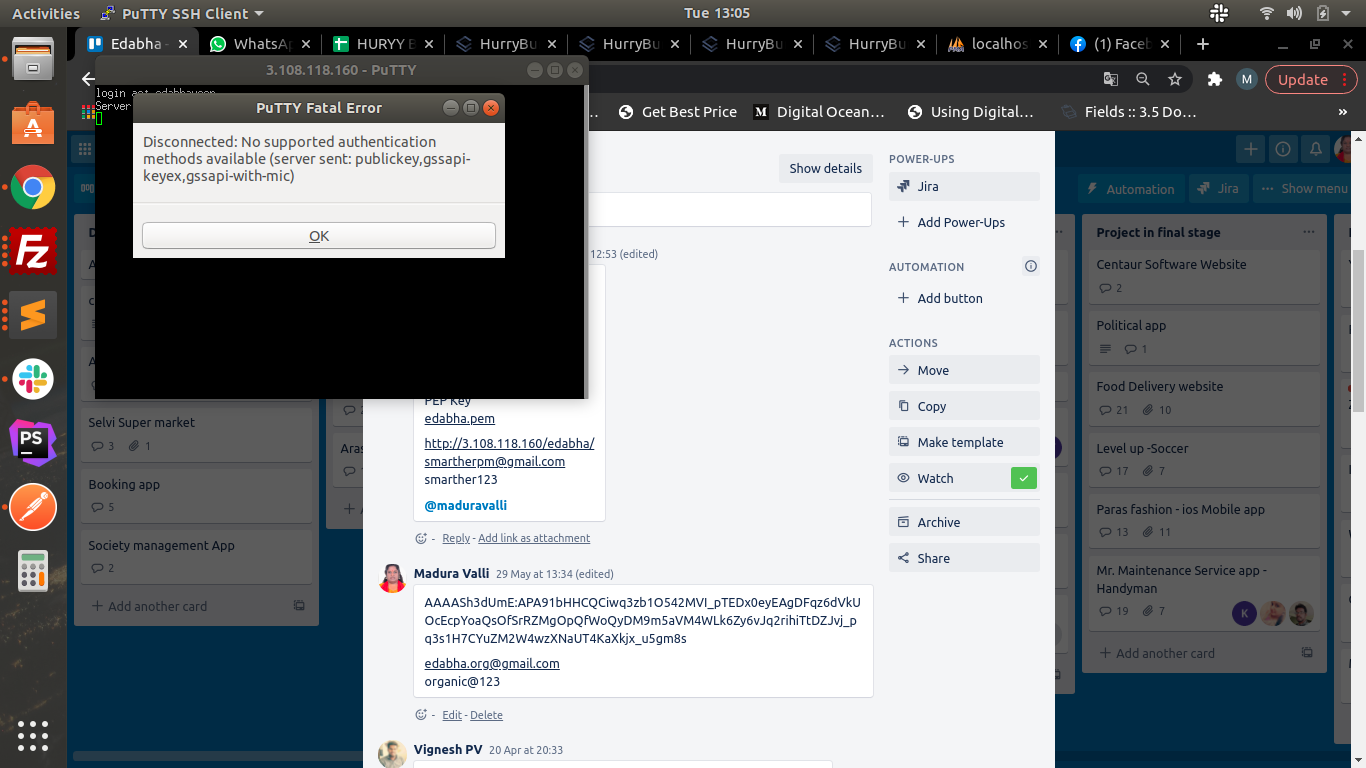 Activities
PuTTY SSH Client
Tue 13:05
Edabha -
WhatsA
HURYY B
HurryBu
HurryBu
HurryBu
HurryBu
localhos
(1) Faceb
3.108.118.160 - PuTTY
M
Update
login
Server
PuTTY Fatal Error
Disconnected: No supported authentication
methods available (server sent: publickey,gssapi-
keyex,gssapi-with-mic)
OK
Get Best Price
Digital Ocean…
Using Digital…
Fields :: 3.5 Do…
»
Show details
POWER-UPS
Jira
Add Power-Ups
12:53 (edited)
AUTOMATION
Add button
ACTIONS
Move
Copy
Make template
Watch
Archive
Share
PEP Key
edabha.pem
http://3.108.118.160/edabha/
smartherpm@gmail.com
smarther123
@maduravalli
- Reply - Add link as attachment
Madura Valli 29 May at 13:34 (edited)
AAAASh3dUmE:APA91bHHCQCiwq3zb1O542MVI_pTEDx0eyEAgDFqz6dVkU
OcEcpYoaQsOfSrRZMgOpQfWoQyDM9m5aVM4WLk6Zy6vJq2rihiTtDZJvj_p
q3s1H7CYuZM2W4wzXNaUT4KaXkjx_u5gm8s
edabha.org@gmail.com
organic@123
- Edit - Delete
Vignesh PV 20 Apr at 20:33
Selvi Super market
3 1
Booking app
5
Society management App
2
Add another card
Aras
Automation
Jira
Show menu
Project in final stage
Centaur Software Website
2
Political app
1
Food Delivery website
21 10
Level up -Soccer
17 7
Paras fashion - ios Mobile app
13 11
Mr. Maintenance Service app -
Handyman
19 7
K
Add another card